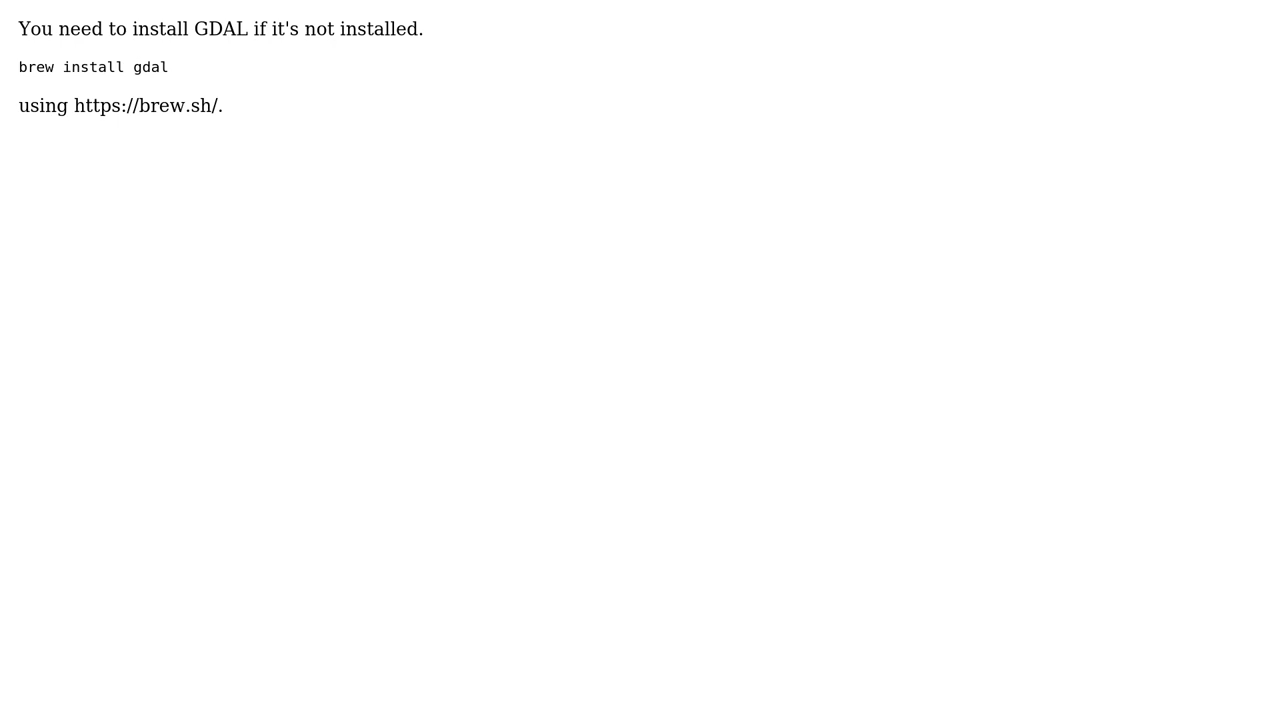 You need to install GDAL if it's not installed.
brew install gdal
using https://brew.sh/.